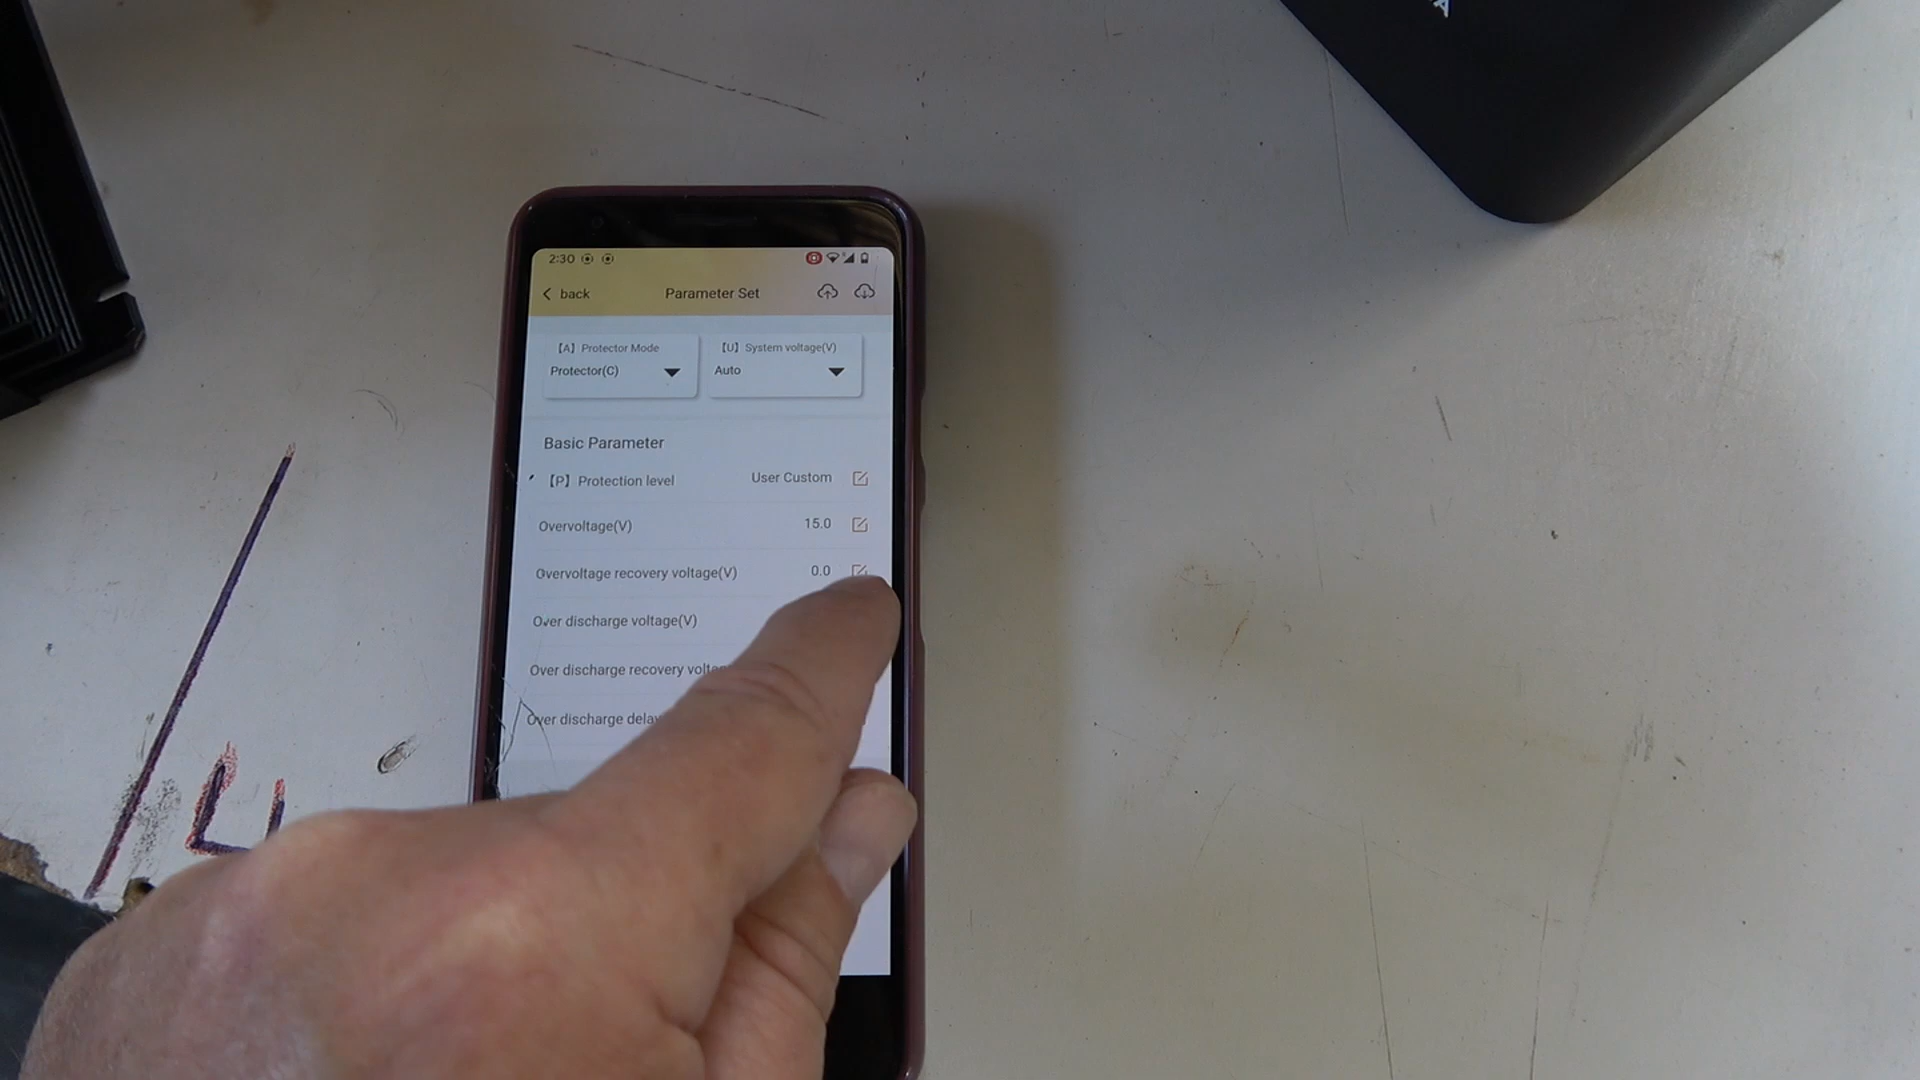 2:30
back
Parameter Set
【A】Protector Mode
Protector(C)
【U】System voltage(V)
Auto
Basic Parameter
【P】Protection level
User Custom
Overvoltage(V)
15.0
Overvoltage recovery voltage(V)
0.0
Over discharge voltage(V)
Over discharge recovery
Over discharge